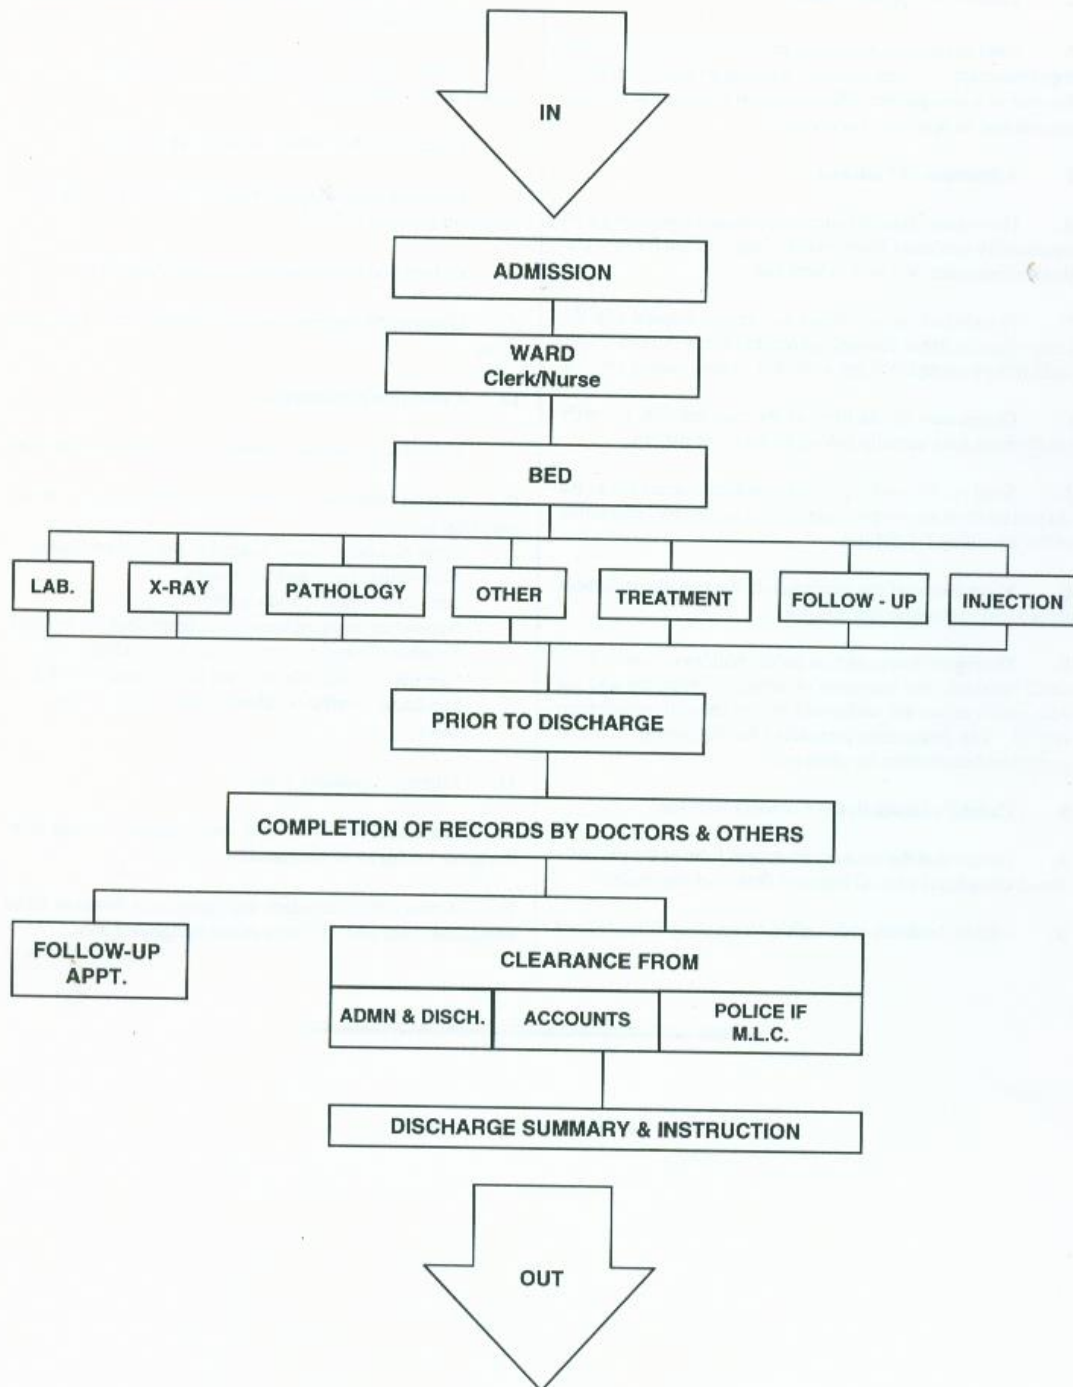 IN
ADMISSION
WARD
Clerk/Nurse
BED
LAB.
X-RAY
PATHOLOGY
OTHER
TREATMENT
FOLLOW - UP
INJECTION
PRIOR TO DISCHARGE
COMPLETION OF RECORDS BY DOCTORS & OTHERS
FOLLOW-UP
APPT.
CLEARANCE FROM
ADMN & DISCH.
ACCOUNTS
POLICE IF
M.L.C.
DISCHARGE SUMMARY & INSTRUCTION
OUT